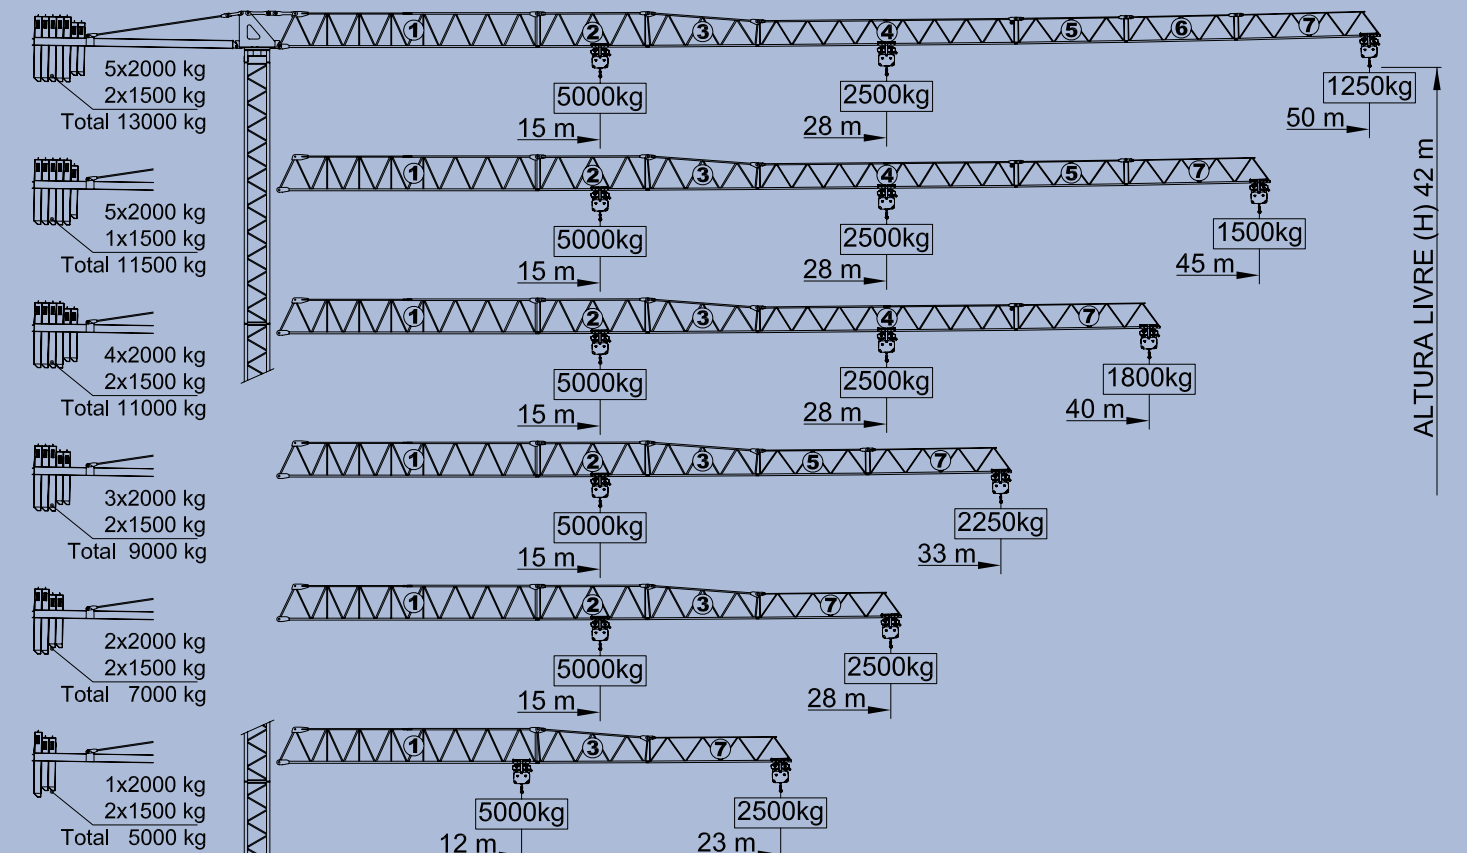 1 2 3 4 5 6 7
5x2000 kg
2x1500 kg
Total 13000 kg
5000kg
15 m
2500kg
28 m
1250kg
50 m
1 2 3 4 5 7
5x2000 kg
1x1500 kg
Total 11500 kg
5000kg
15 m
2500kg
28 m
1500kg
45 m
1 2 3 4 7
4x2000 kg
2x1500 kg
Total 11000 kg
5000kg
15 m
2500kg
28 m
1800kg
40 m
1 2 3 5 7
3x2000 kg
2x1500 kg
Total 9000 kg
5000kg
15 m
2250kg
33 m
1 2 3 7
2x2000 kg
2x1500 kg
Total 7000 kg
5000kg
15 m
2500kg
28 m
1 3 7
1x2000 kg
2x1500 kg
Total 5000 kg
5000kg
12 m
2500kg
23 m
ALTURA LIVRE (H) 42 m